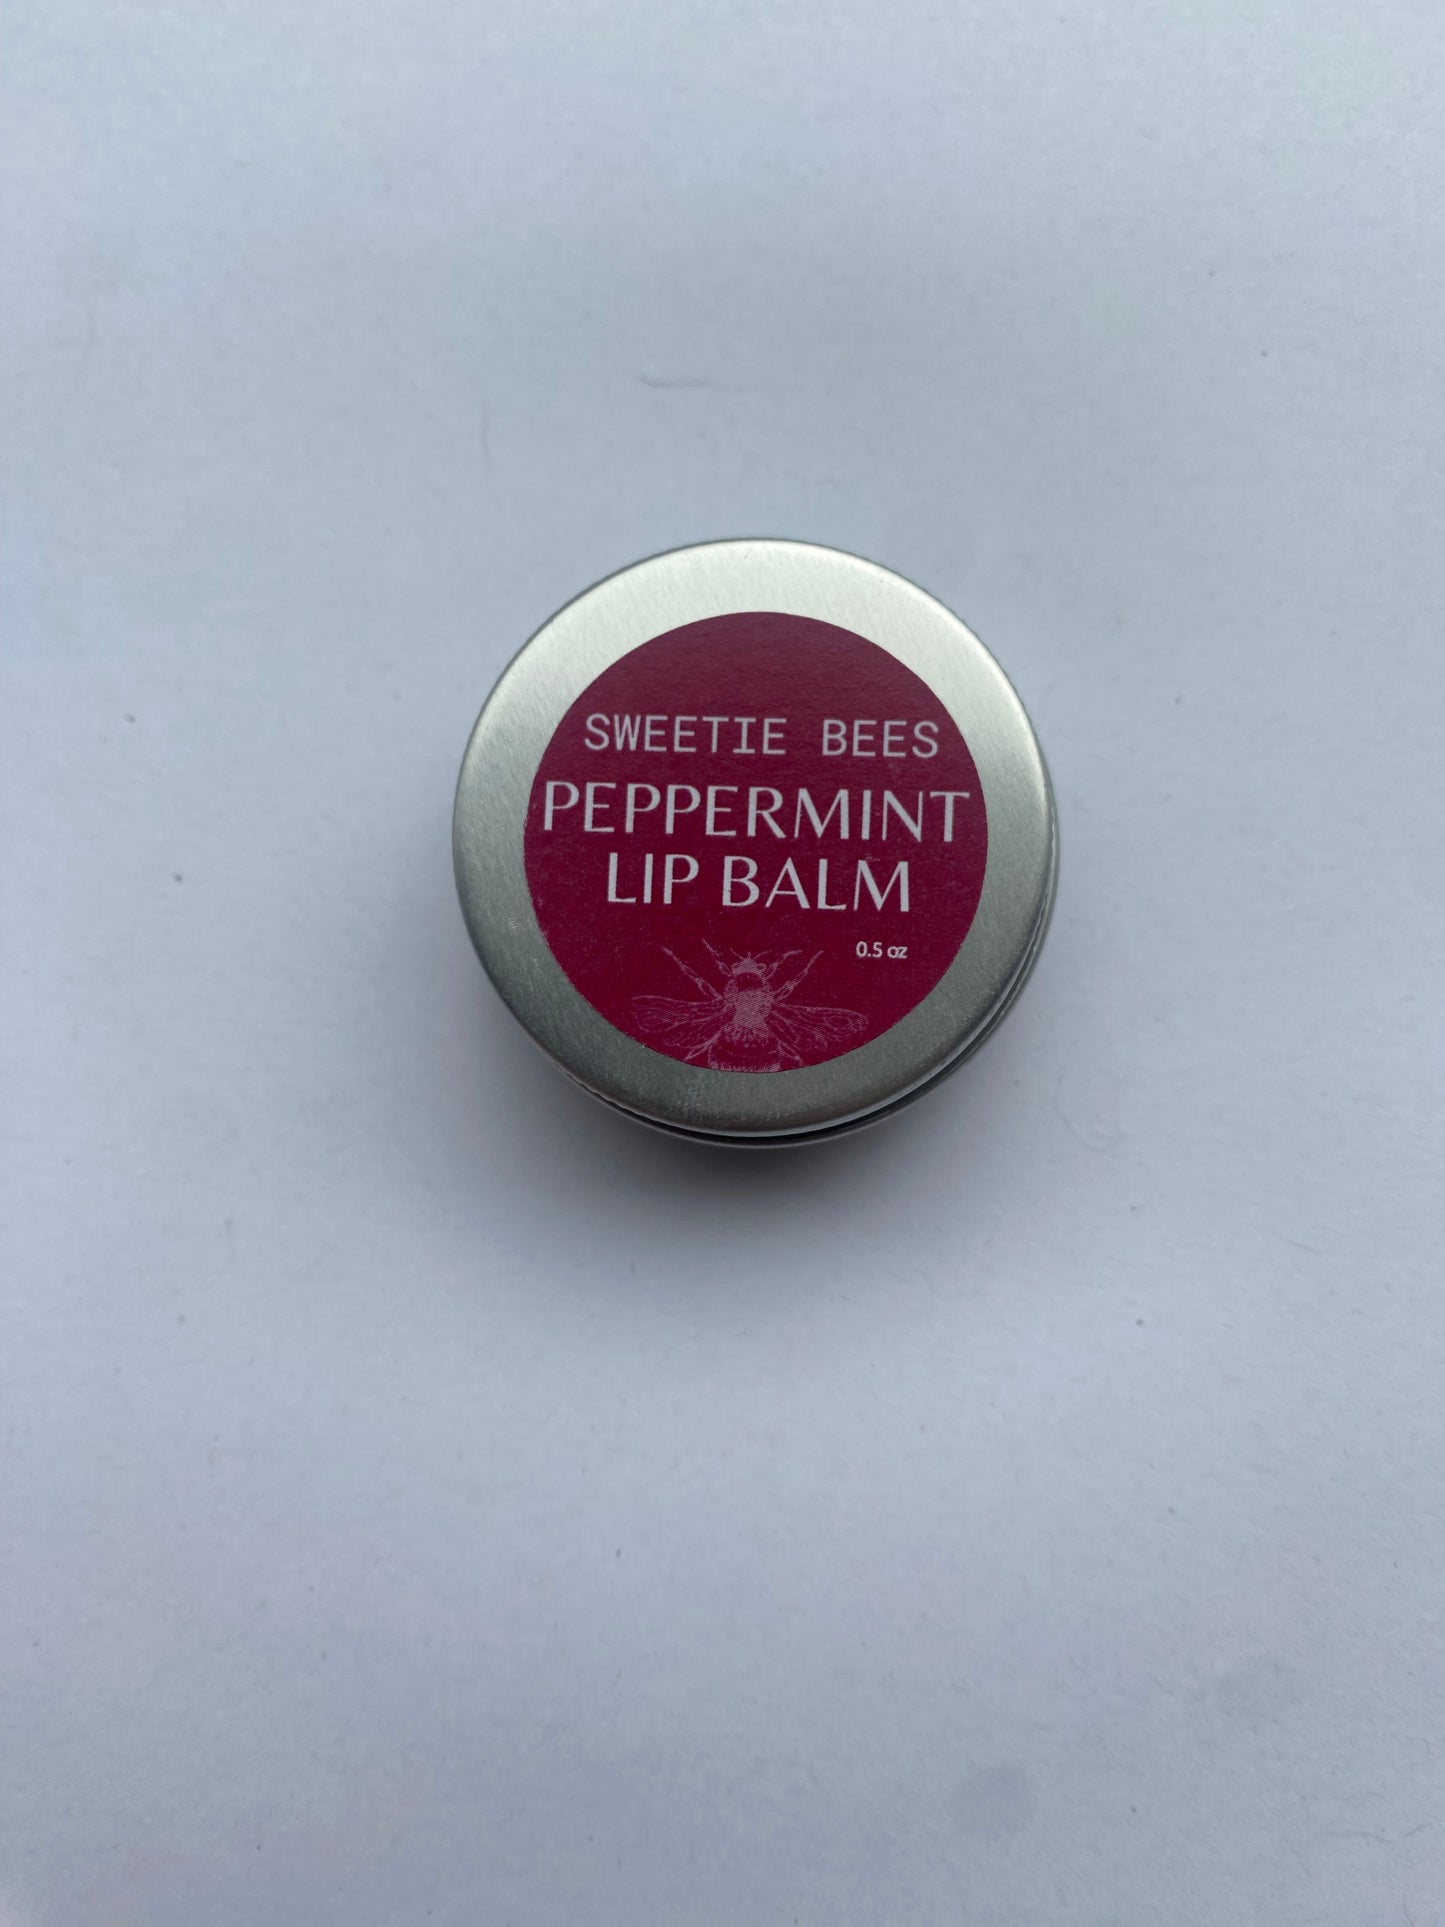 SWEETIE BEES
PEPPERMINT
LIP BALM
0.5 oz